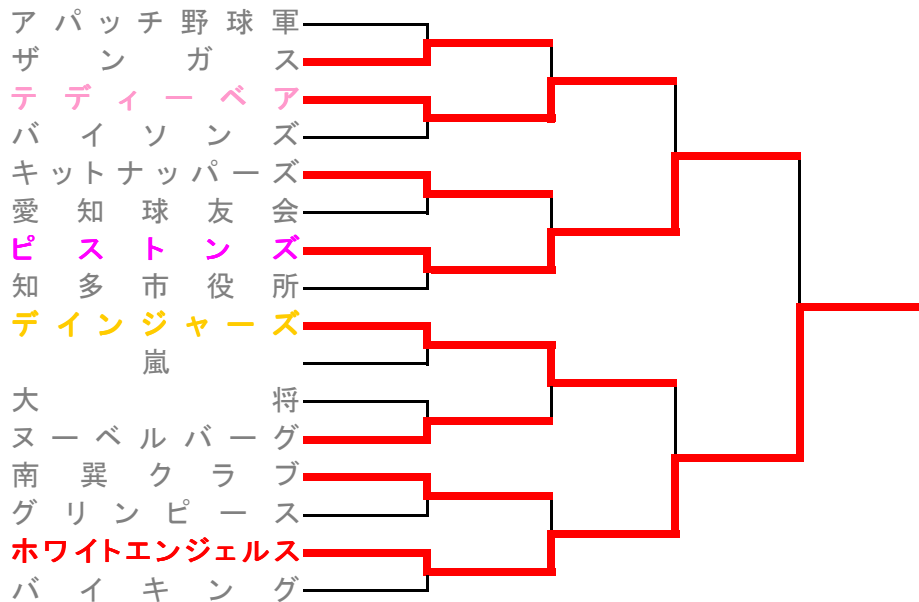 アパッチ野球軍
ザンガス
テディーベア
バイソンズ
キットナッパーズ
愛知球友会
ピストンズ
知多市役所
デインジャーズ
嵐
大将
ヌーベルバーグ
南巽クラブ
グリンピース
ホワイトエンジェルス
バイキング